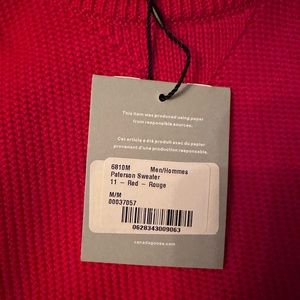 This item was produced using paper
from responsible sources.
Cet article a été produit avec du papier
provenant d'une production responsable.
6810M Men/Hommes
Paterson Sweater
11 – Red – Rouge
M/M
00037057
0628343009063
canadagoose.com